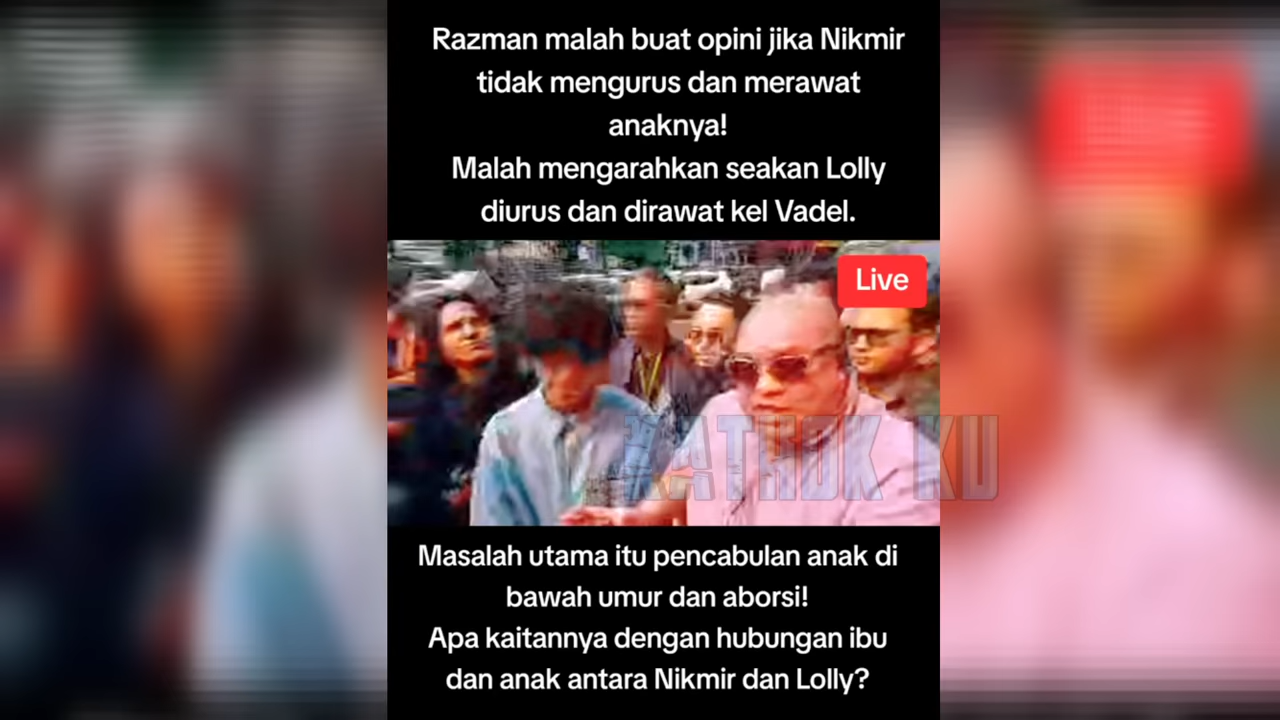 Razman malah buat opini jika Nikmir
tidak mengurus dan merawat
anaknya!
Malah mengarahkan seakan Lolly
diurus dan dirawat kel Vadel.
Live
KATHOK KU
Masalah utama itu pencabulan anak di
bawah umur dan aborsi!
Apa kaitannya dengan hubungan ibu
dan anak antara Nikmir dan Lolly?